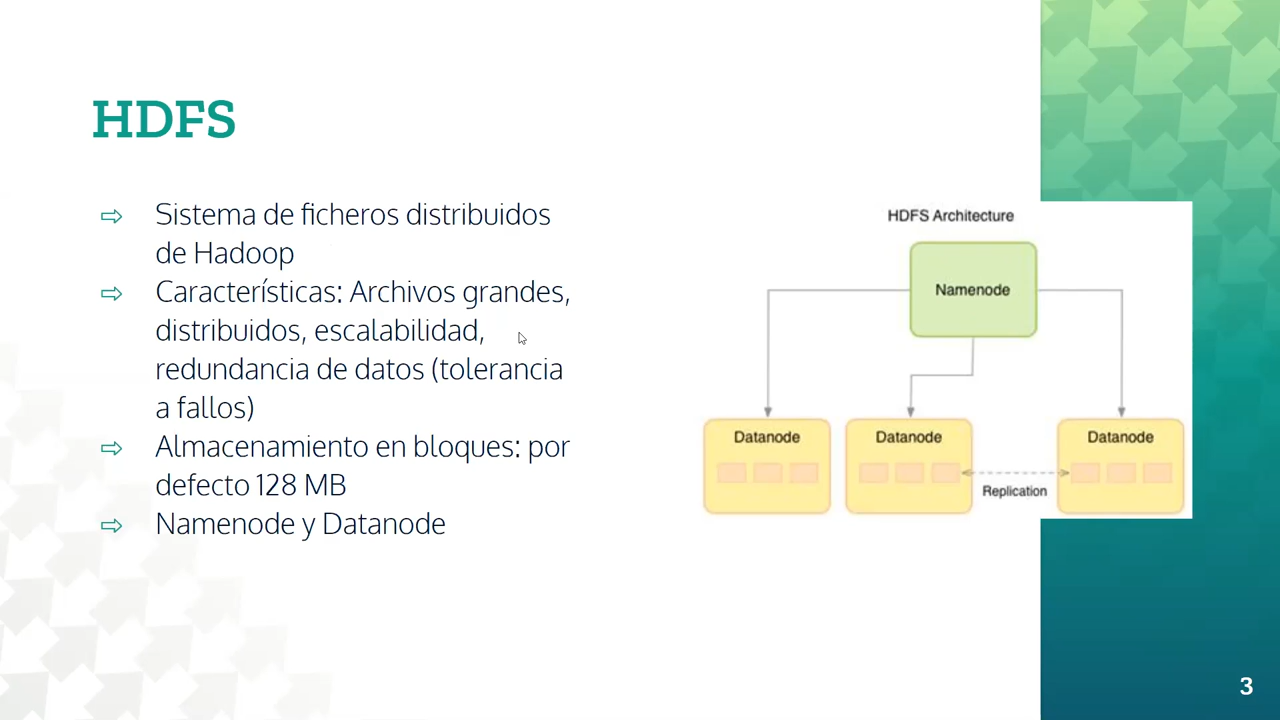 HDFS
⇨ Sistema de ficheros distribuidos
de Hadoop
⇨ Características: Archivos grandes,
distribuidos, escalabilidad,
redundancia de datos (tolerancia
a fallos)
⇨ Almacenamiento en bloques: por
defecto 128 MB
⇨ Namenode y Datanode
HDFS Architecture
Namenode
Datanode
Datanode
Datanode
Replication
3